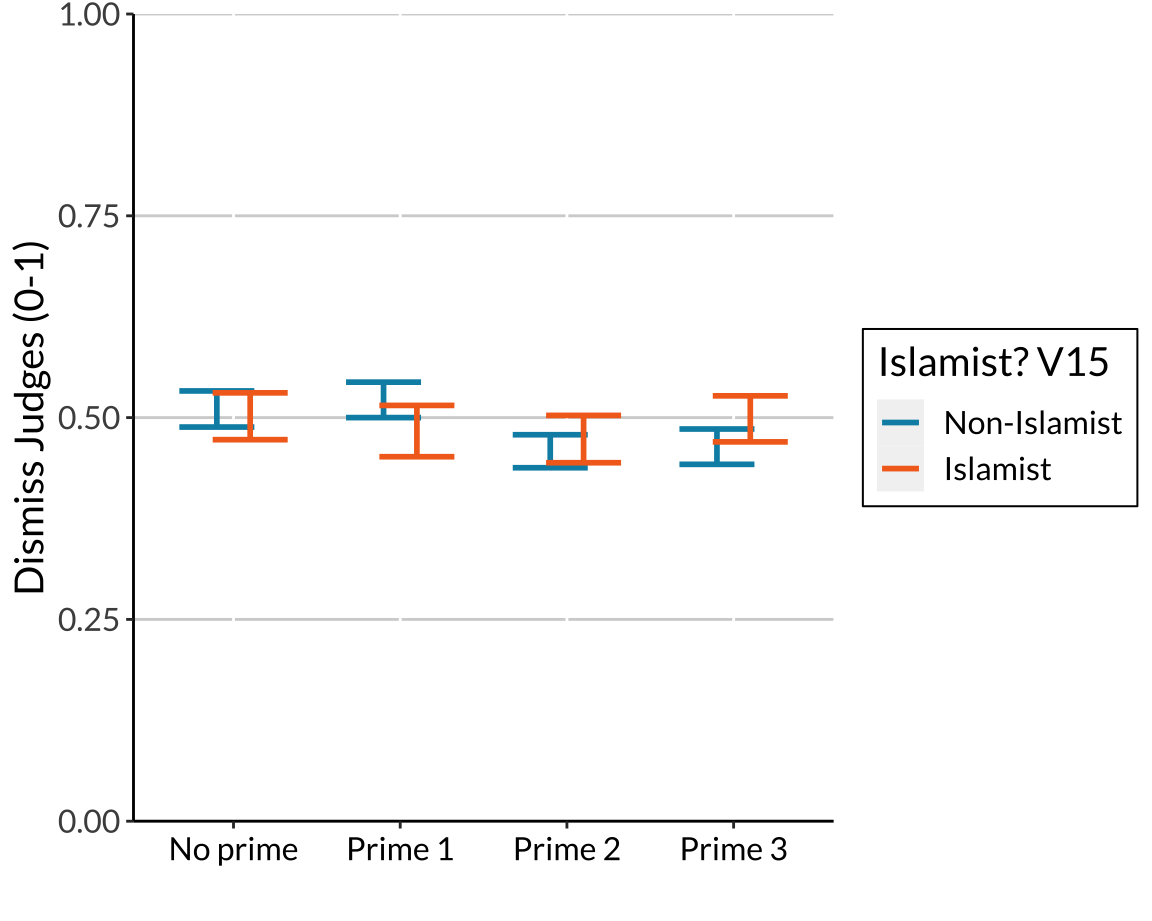 1.00
0.75
0.50
0.25
0.00
Dismiss Judges (0-1)
No prime
Prime 1
Prime 2
Prime 3
Islamist? V15
Non-Islamist
Islamist